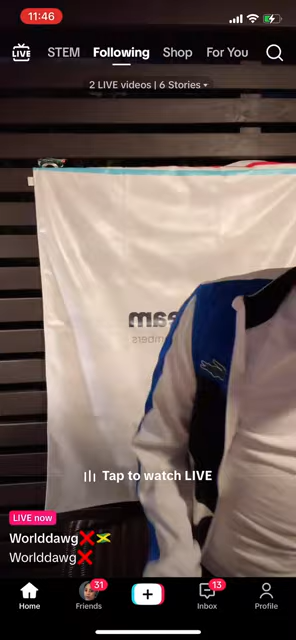 11:46
LIVE STEM Following Shop For You
2 LIVE videos | 6 Stories
Tap to watch LIVE
LIVE now
Worlddawg❌🇯🇲
Worlddawg❌
31 13
Home Friends Inbox Profile